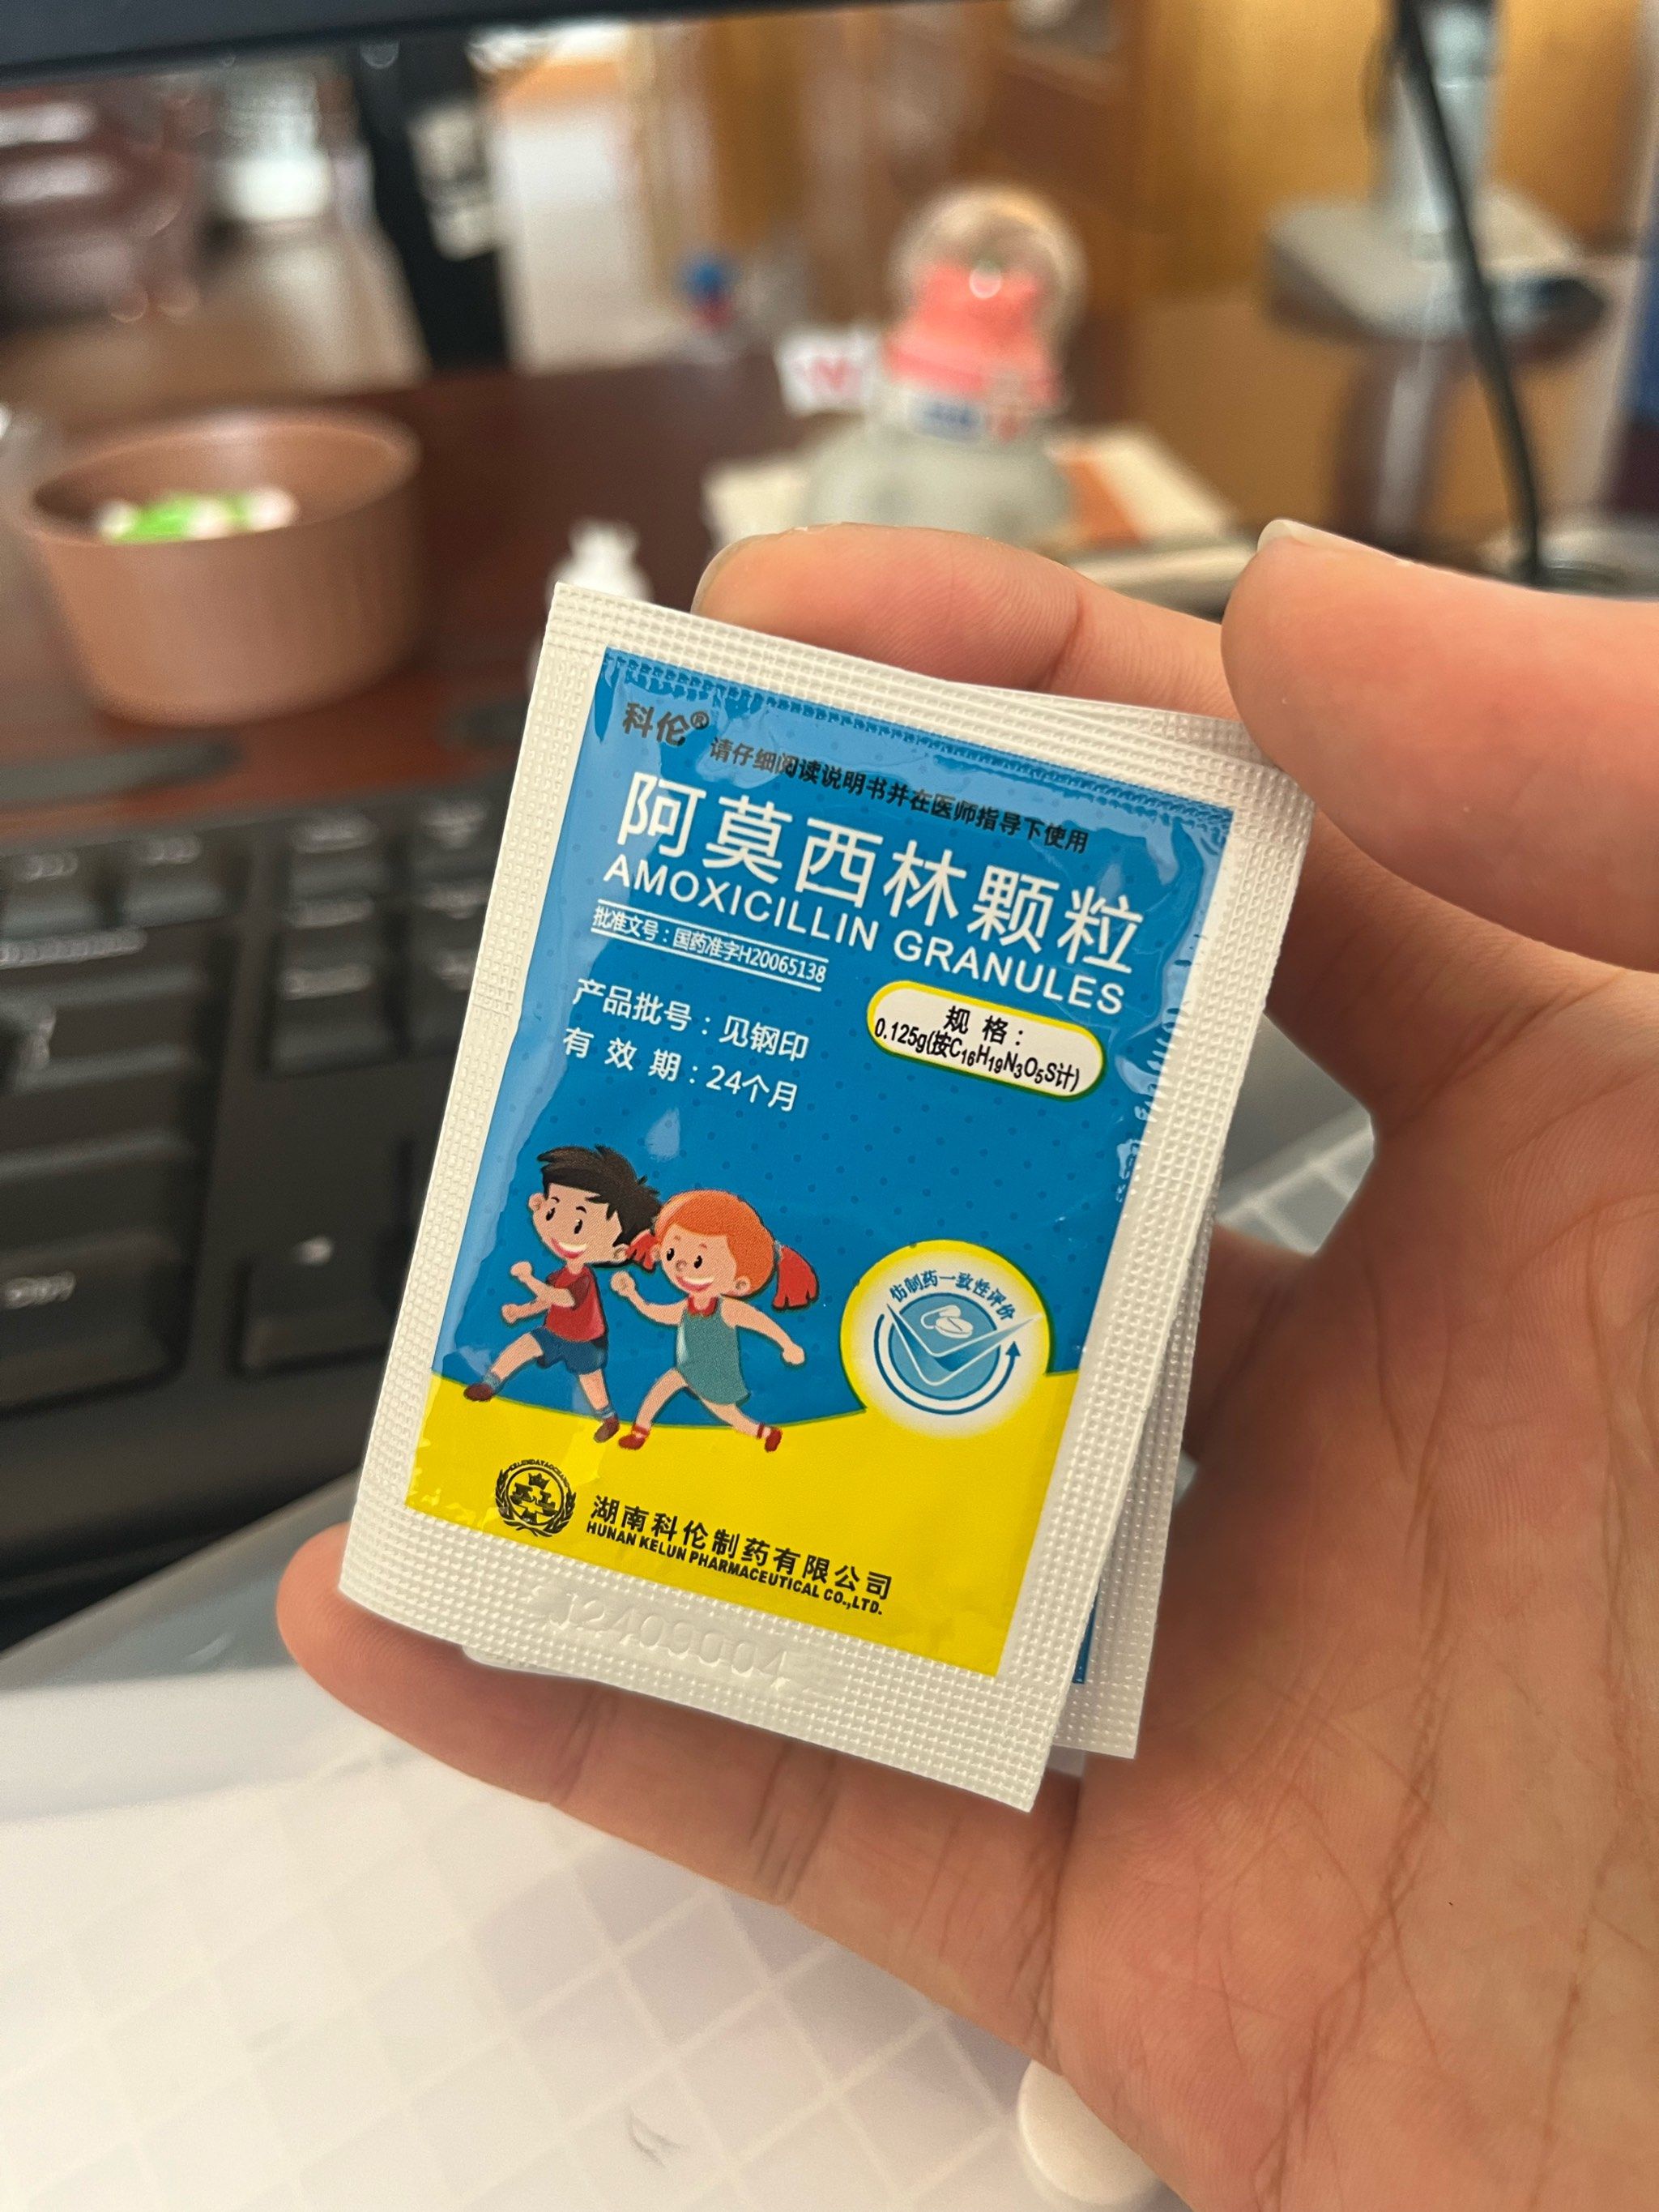 科伦®
请仔细阅读说明书并在医师指导下使用
阿莫西林颗粒
AMOXICILLIN GRANULES
批准文号：国药准字H20065138
规 格：
0.125g(按C₁₆H₁₉N₃O₅S计)
产品批号：见钢印
有 效 期：24个月
仿制药一致性评价
湖南科伦制药有限公司
HUNAN KELUN PHARMACEUTICAL CO.,LTD.